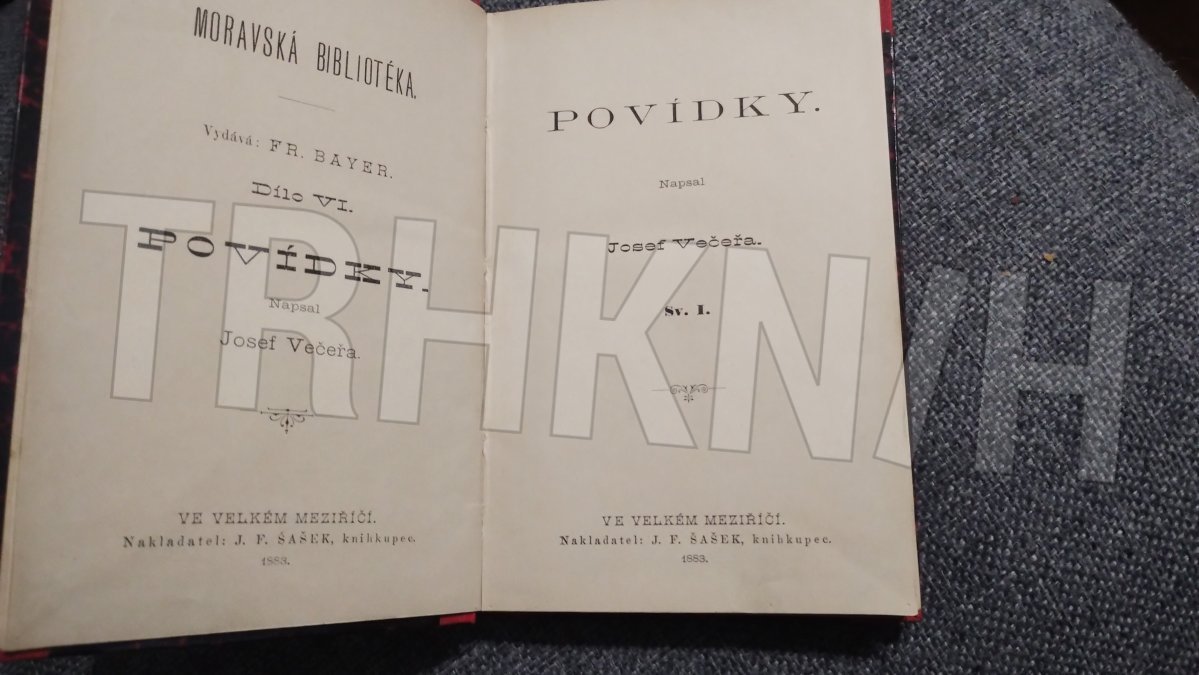 MORAVSKÁ BIBLIOTÉKA.
Vydává: FR. BAYER.
Dílo VI.
POVÍDKY.
Napsal
Josef Večeřa.
VE VELKÉM MEZIŘÍČÍ.
Nakladatel: J. F. ŠAŠEK, knihkupec.
1883.
POVÍDKY.
Napsal
Josef Večeřa.
Sv. I.
VE VELKÉM MEZIŘÍČÍ.
Nakladatel: J. F. ŠAŠEK, knihkupec.
1883.
TRHKNIH